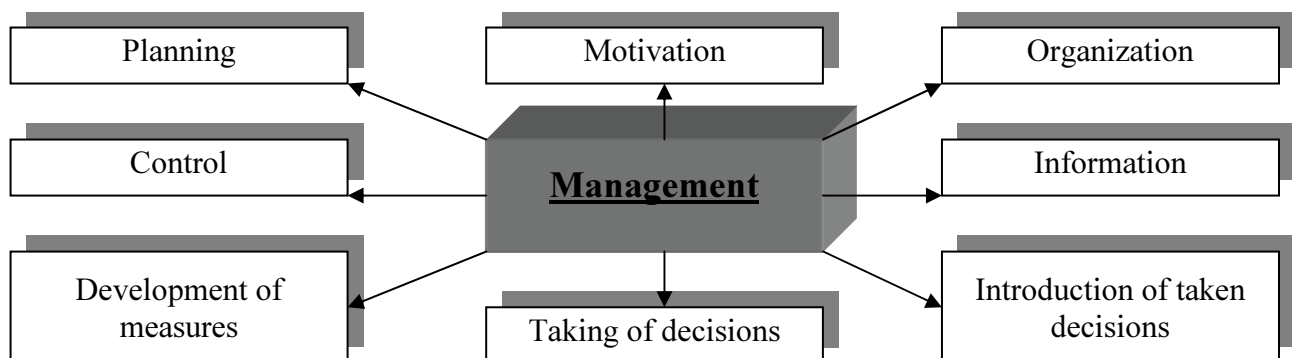 Planning
Motivation
Organization
Control
Management
Information
Development of
measures
Taking of decisions
Introduction of taken
decisions